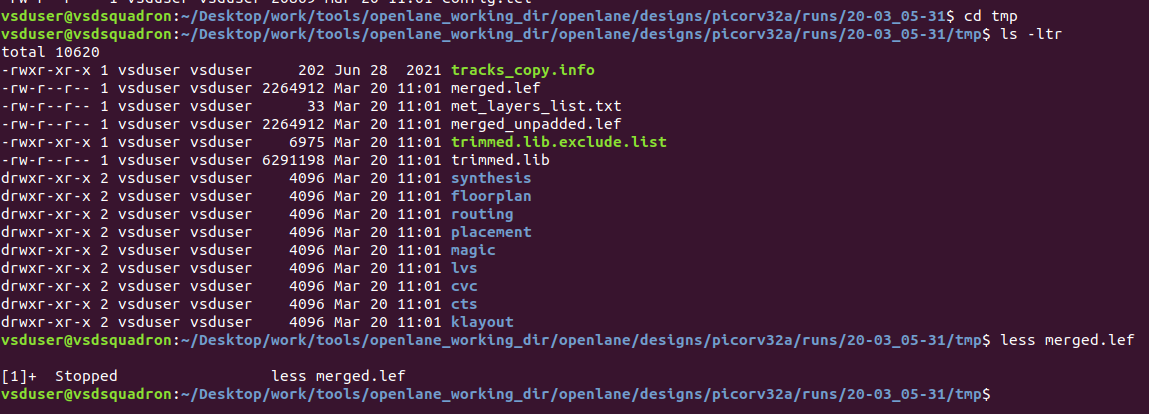 vsduser@vsdsquadron:~/Desktop/work/tools/openlane_working_dir/openlane/designs/picorv32a/runs/20-03_05-31$ cd tmp
vsduser@vsdsquadron:~/Desktop/work/tools/openlane_working_dir/openlane/designs/picorv32a/runs/20-03_05-31/tmp$ ls -ltr
total 10620
-rwxr-xr-x 1 vsduser vsduser     202 Jun 28  2021 tracks_copy.info
-rw-r--r-- 1 vsduser vsduser 2264912 Mar 20 11:01 merged.lef
-rw-r--r-- 1 vsduser vsduser      33 Mar 20 11:01 met_layers_list.txt
-rw-r--r-- 1 vsduser vsduser 2264912 Mar 20 11:01 merged_unpadded.lef
-rwxr-xr-x 1 vsduser vsduser    6975 Mar 20 11:01 trimmed.lib.exclude.list
-rw-r--r-- 1 vsduser vsduser 6291198 Mar 20 11:01 trimmed.lib
drwxr-xr-x 2 vsduser vsduser    4096 Mar 20 11:01 synthesis
drwxr-xr-x 2 vsduser vsduser    4096 Mar 20 11:01 floorplan
drwxr-xr-x 2 vsduser vsduser    4096 Mar 20 11:01 routing
drwxr-xr-x 2 vsduser vsduser    4096 Mar 20 11:01 placement
drwxr-xr-x 2 vsduser vsduser    4096 Mar 20 11:01 magic
drwxr-xr-x 2 vsduser vsduser    4096 Mar 20 11:01 lvs
drwxr-xr-x 2 vsduser vsduser    4096 Mar 20 11:01 cvc
drwxr-xr-x 2 vsduser vsduser    4096 Mar 20 11:01 cts
drwxr-xr-x 2 vsduser vsduser    4096 Mar 20 11:01 klayout
vsduser@vsdsquadron:~/Desktop/work/tools/openlane_working_dir/openlane/designs/picorv32a/runs/20-03_05-31/tmp$ less merged.lef
[1]+  Stopped                 less merged.lef
vsduser@vsdsquadron:~/Desktop/work/tools/openlane_working_dir/openlane/designs/picorv32a/runs/20-03_05-31/tmp$